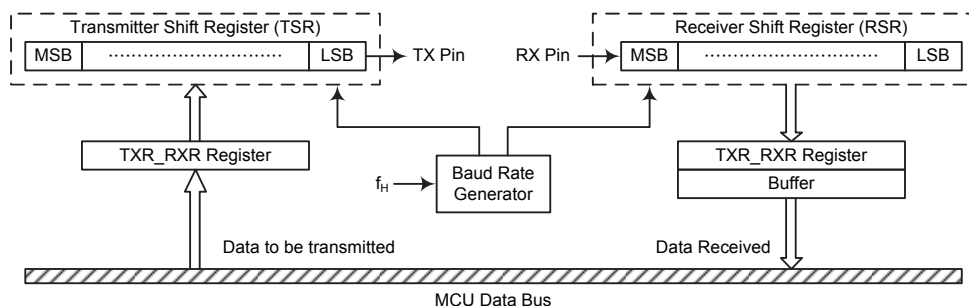 Transmitter Shift Register (TSR)
MSB
LSB
TX Pin
RX Pin
Receiver Shift Register (RSR)
MSB
LSB
TXR_RXR Register
fH
Baud Rate
Generator
TXR_RXR Register
Buffer
Data to be transmitted
Data Received
MCU Data Bus